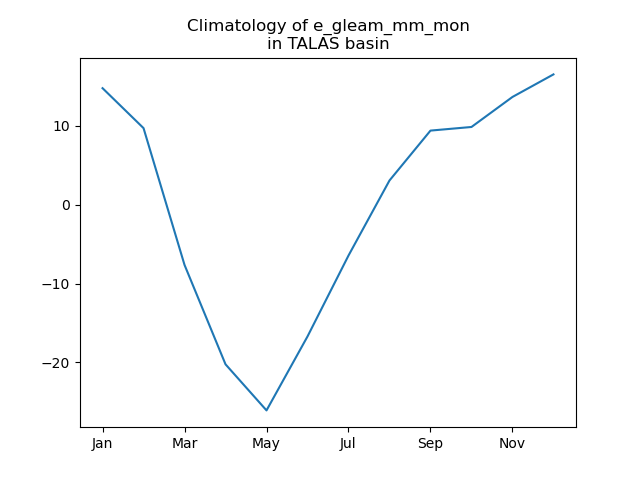 Climatology of e_gleam_mm_mon
in TALAS basin
10
0
−10
−20
Jan
Mar
May
Jul
Sep
Nov